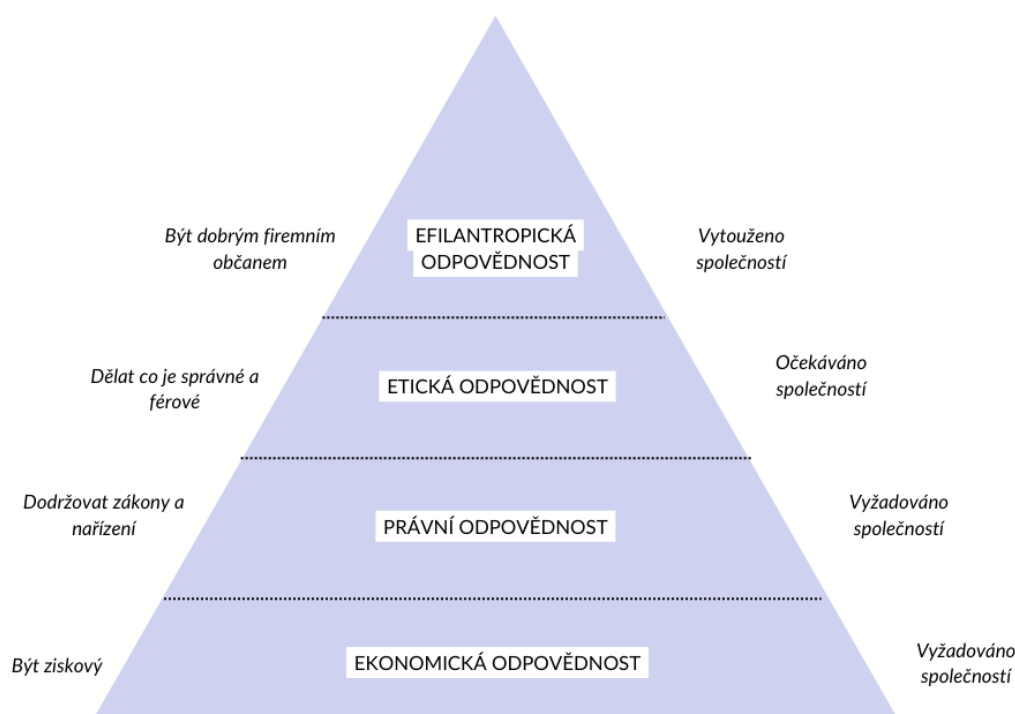 Být dobrým firemním
občanem
EFILANTROPICKÁ
ODPOVĚDNOST
Vytouženo
společností
Dělat co je správné a
férové
ETICKÁ ODPOVĚDNOST
Očekáváno
společností
Dodržovat zákony a
nařízení
PRÁVNÍ ODPOVĚDNOST
Vyžadováno
společností
Být ziskový
EKONOMICKÁ ODPOVĚDNOST
Vyžadováno
společností